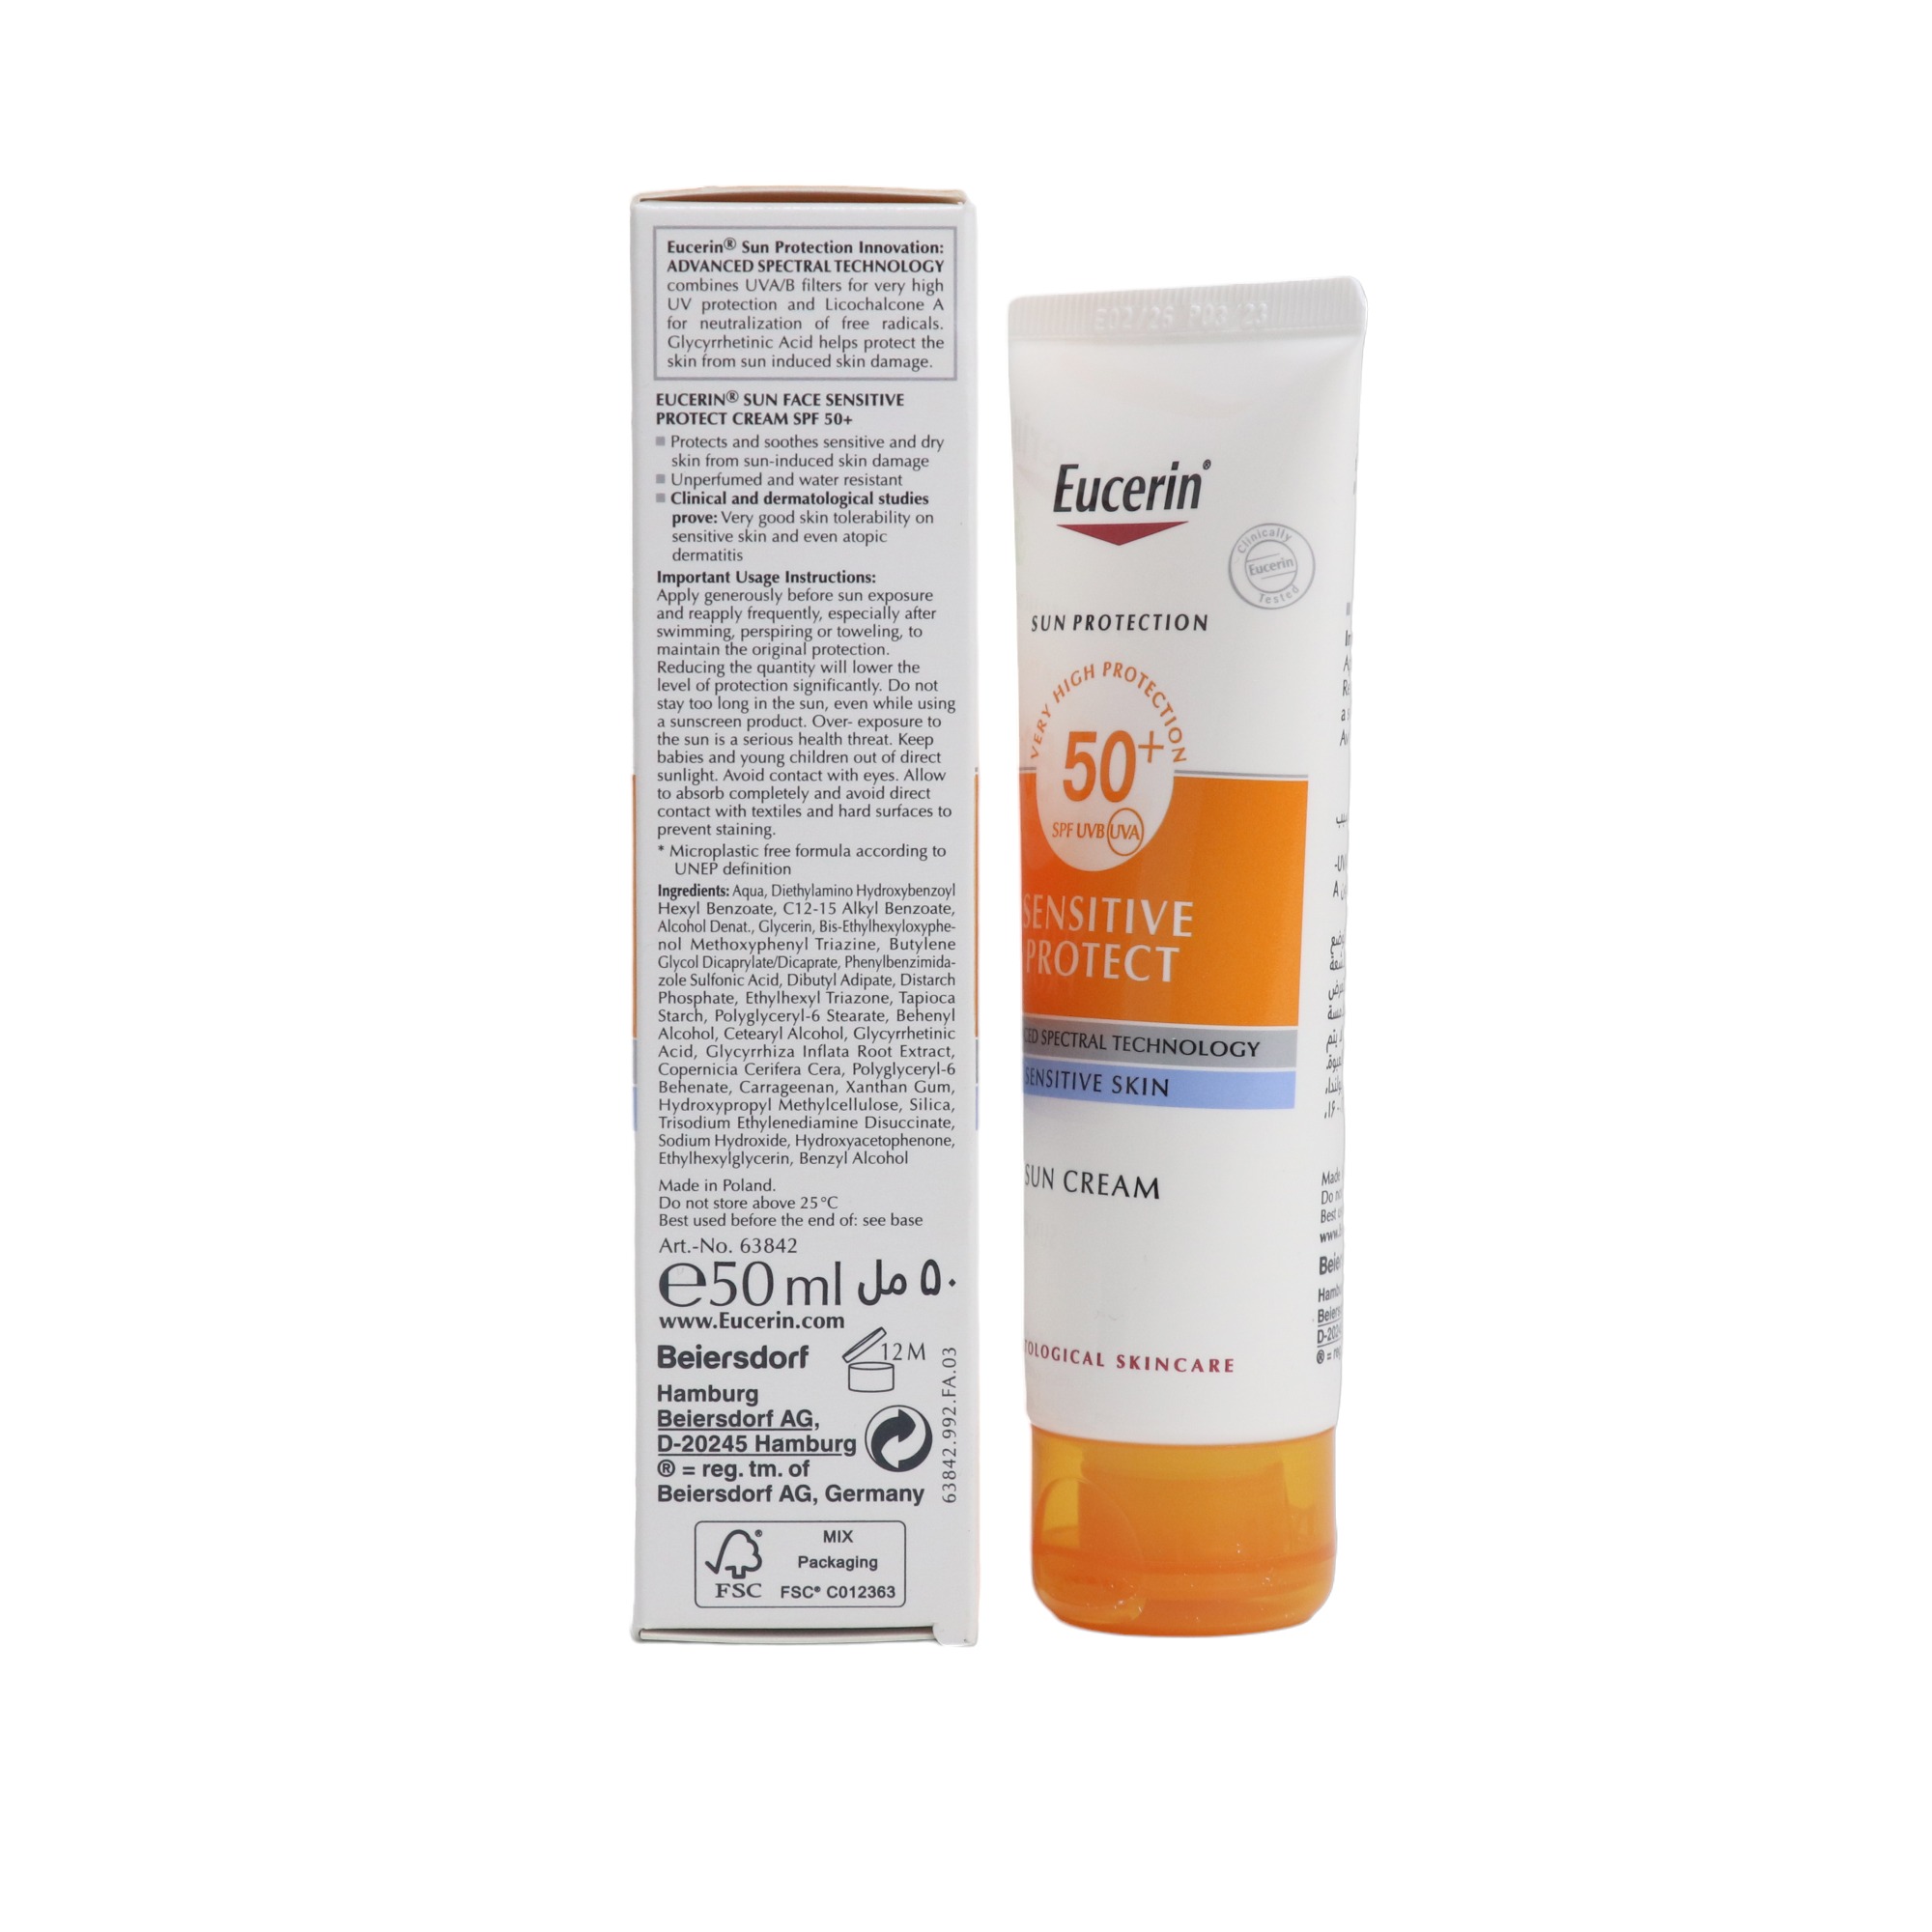 Eucerin® Sun Protection Innovation:
ADVANCED SPECTRAL TECHNOLOGY
combines UVA/B filters for very high
UV protection and Licochalcone A
for neutralization of free radicals.
Glycyrrhetinic Acid helps protect the
skin from sun induced skin damage.
EUCERIN® SUN FACE SENSITIVE
PROTECT CREAM SPF 50+
Protects and soothes sensitive and dry
skin from sun-induced skin damage
Unperfumed and water resistant
Clinical and dermatological studies
prove: Very good skin tolerability on
sensitive skin and even atopic
dermatitis
Important Usage Instructions:
Apply generously before sun exposure
and reapply frequently, especially after
swimming, perspiring or toweling, to
maintain the original protection.
Reducing the quantity will lower the
level of protection significantly. Do not
stay too long in the sun, even while using
a sunscreen product. Over- exposure to
the sun is a serious health threat. Keep
babies and young children out of direct
sunlight. Avoid contact with eyes. Allow
to absorb completely and avoid direct
contact with textiles and hard surfaces to
prevent staining.
* Microplastic free formula according to
UNEP definition
Ingredients: Aqua, Diethylamino Hydroxybenzoyl
Hexyl Benzoate, C12-15 Alkyl Benzoate,
Alcohol Denat., Glycerin, Bis-Ethylhexyloxyphe-
nol Methoxyphenyl Triazine, Butylene
Glycol Dicaprylate/Dicaprate, Phenylbenzimida-
zole Sulfonic Acid, Dibutyl Adipate, Distarch
Phosphate, Ethylhexyl Triazone, Tapioca
Starch, Polyglyceryl-6 Stearate, Behenyl
Alcohol, Cetearyl Alcohol, Glycyrrhetinic
Acid, Glycyrrhiza Inflata Root Extract,
Copernicia Cerifera Cera, Polyglyceryl-6
Behenate, Carrageenan, Xanthan Gum,
Hydroxypropyl Methylcellulose, Silica,
Trisodium Ethylenediamine Disuccinate,
Sodium Hydroxide, Hydroxyacetophenone,
Ethylhexylglycerin, Benzyl Alcohol
Made in Poland.
Do not store above 25°C
Best used before the end of: see base
Art.-No. 63842
℮50 ml ٥٠ مل
www.Eucerin.com
Beiersdorf
12M
Hamburg
Beiersdorf AG,
D-20245 Hamburg
® = reg. tm. of
Beiersdorf AG, Germany
63842.992.FA.03
MIX
Packaging
FSC® C012363
FSC
E02/26 P03/23
Eucerin®
Clinically
Eucerin
Tested
SUN PROTECTION
VERY HIGH PROTECTION
50+
SPF UVB UVA
SENSITIVE
PROTECT
SPECTRAL TECHNOLOGY
SENSITIVE SKIN
SUN CREAM
SKINCARE
Made